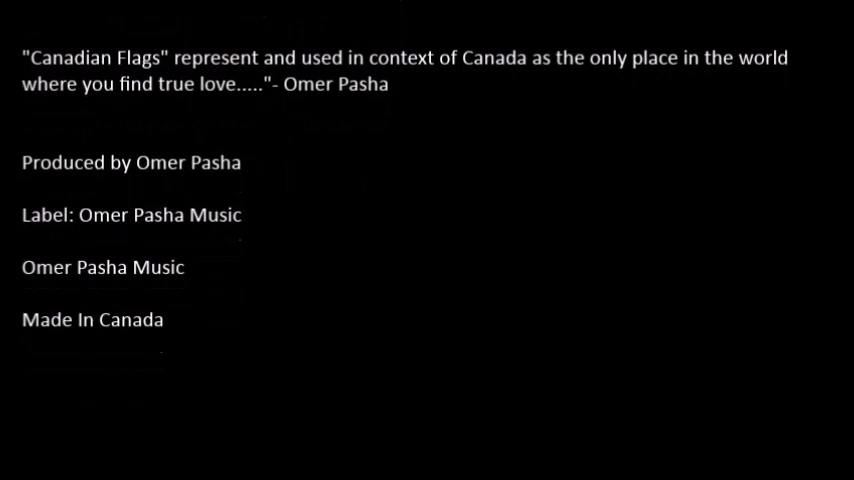 "Canadian Flags" represent and used in context of Canada as the only place in the world
where you find true love....."- Omer Pasha
Produced by Omer Pasha
Label: Omer Pasha Music
Omer Pasha Music
Made In Canada